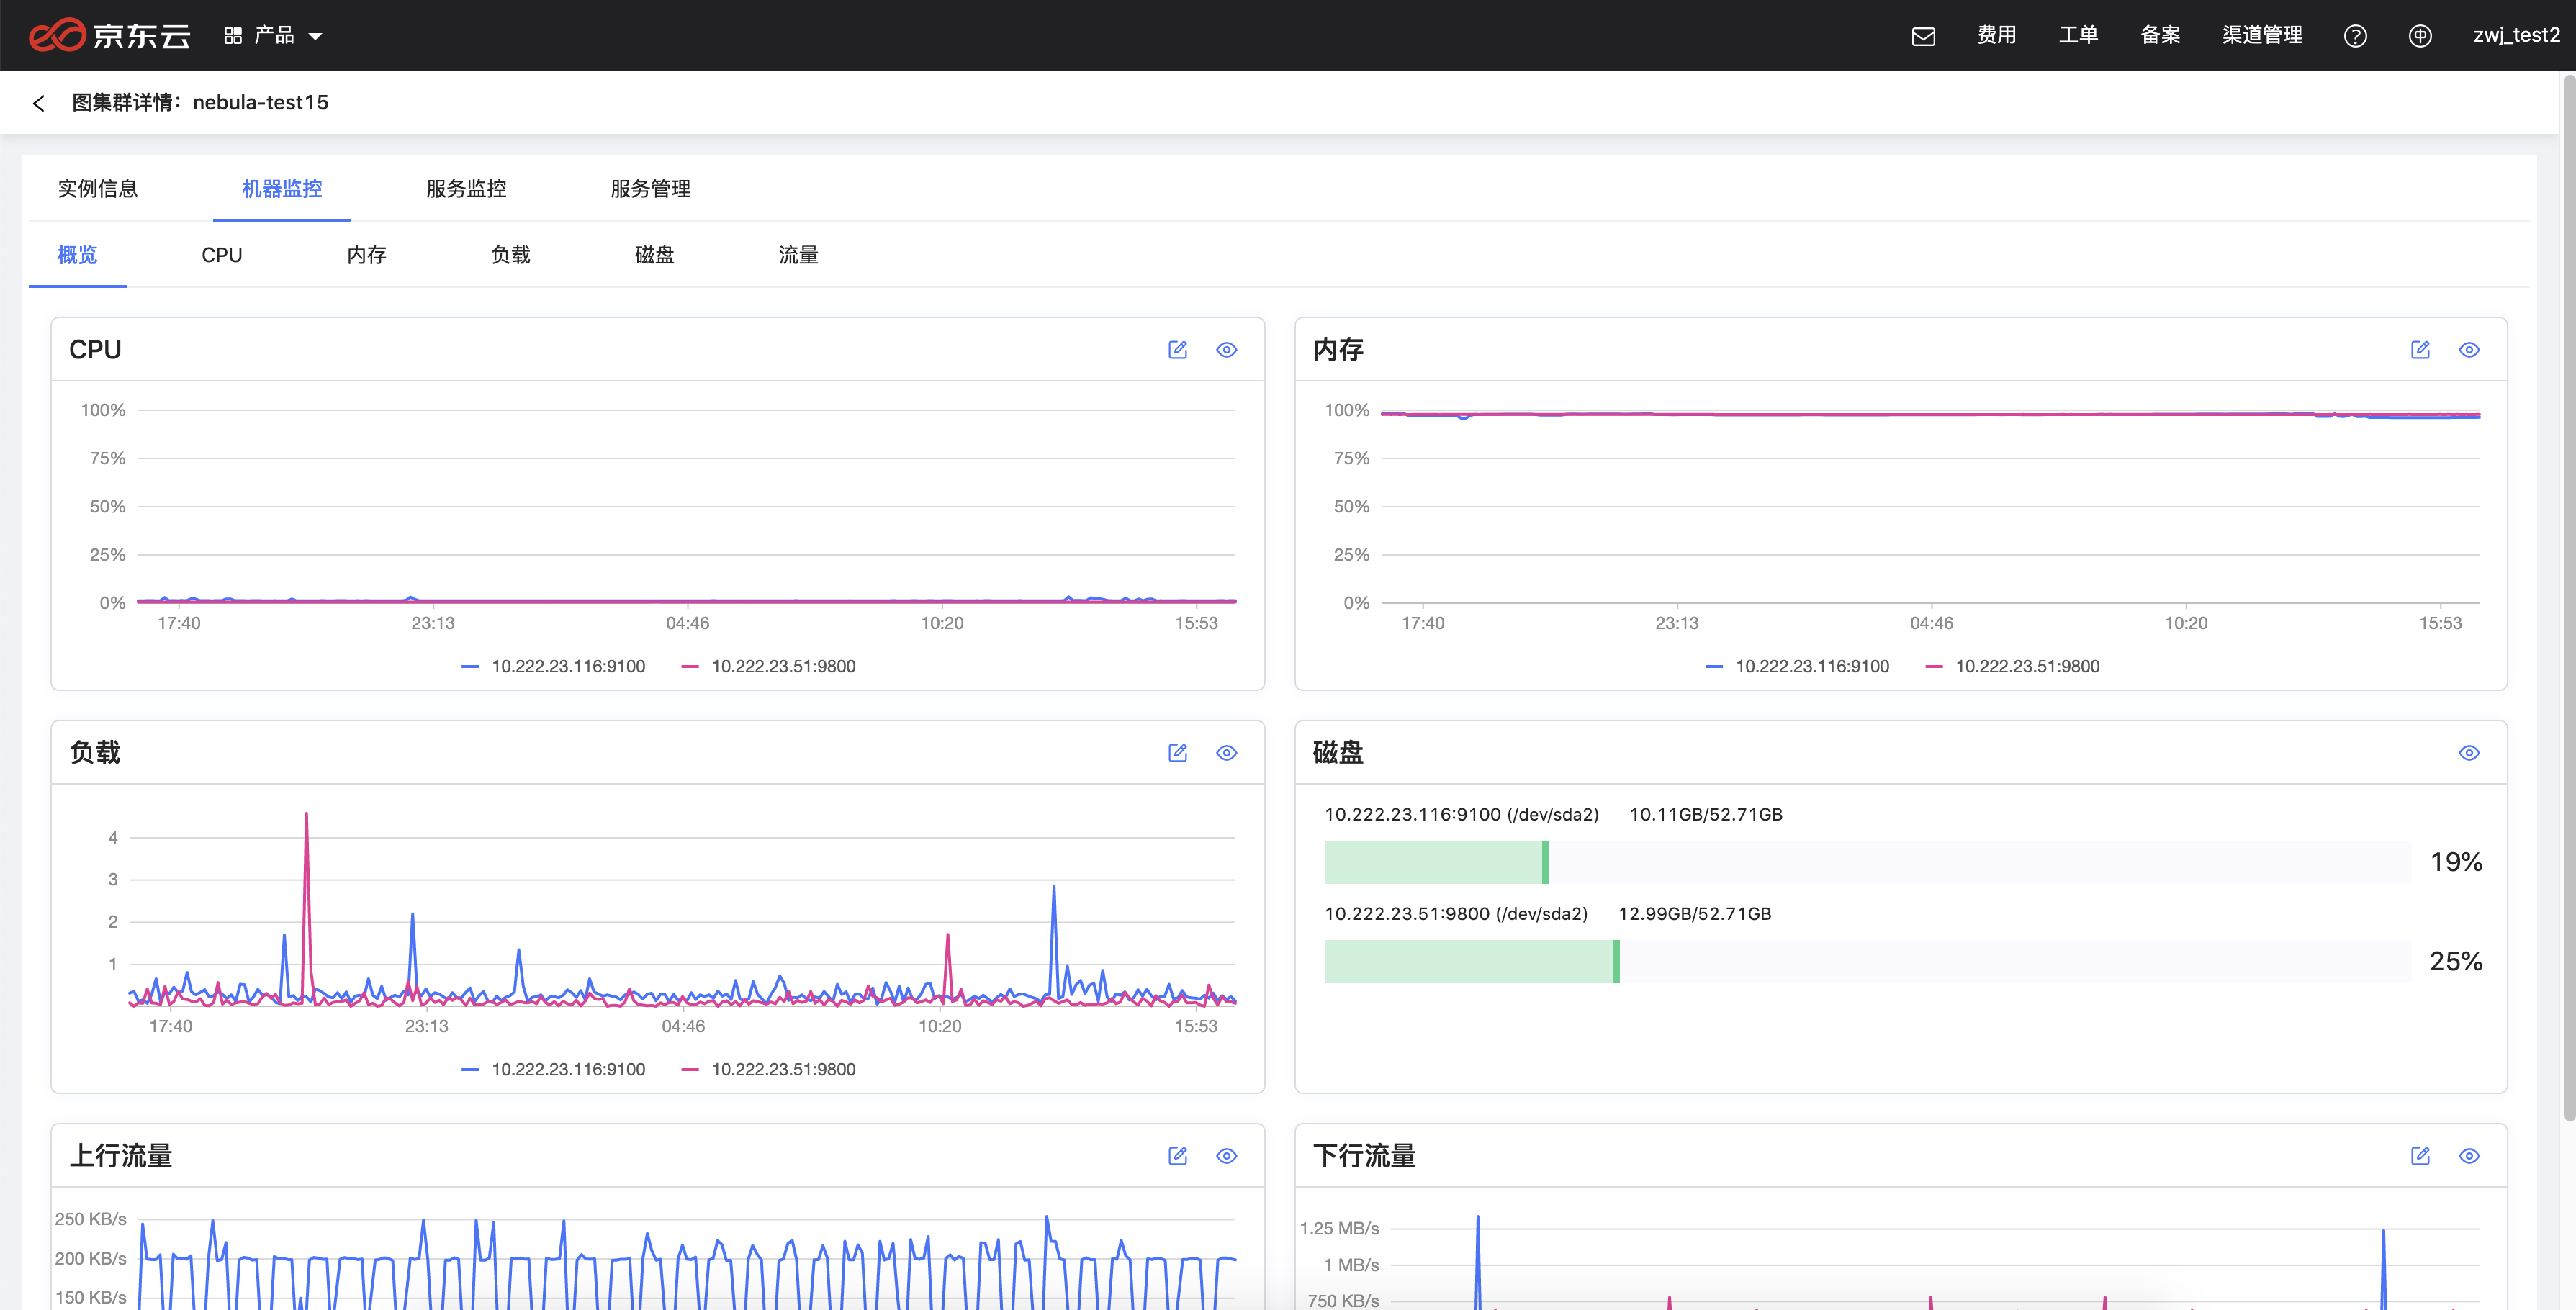 京东云 产品 费用 工单 备案 渠道管理 zwj_test2
图集群详情：nebula-test15
实例信息 机器监控 服务监控 服务管理
概览 CPU 内存 负载 磁盘 流量
CPU
100%
75%
50%
25%
0%
17:40 23:13 04:46 10:20 15:53
10.222.23.116:9100 10.222.23.51:9800
内存
100%
75%
50%
25%
0%
17:40 23:13 04:46 10:20 15:53
10.222.23.116:9100 10.222.23.51:9800
负载
4
3
2
1
17:40 23:13 04:46 10:20 15:53
10.222.23.116:9100 10.222.23.51:9800
磁盘
10.222.23.116:9100 (/dev/sda2) 10.11GB/52.71GB
19%
10.222.23.51:9800 (/dev/sda2) 12.99GB/52.71GB
25%
上行流量
250 KB/s
200 KB/s
150 KB/s
下行流量
1.25 MB/s
1 MB/s
750 KB/s